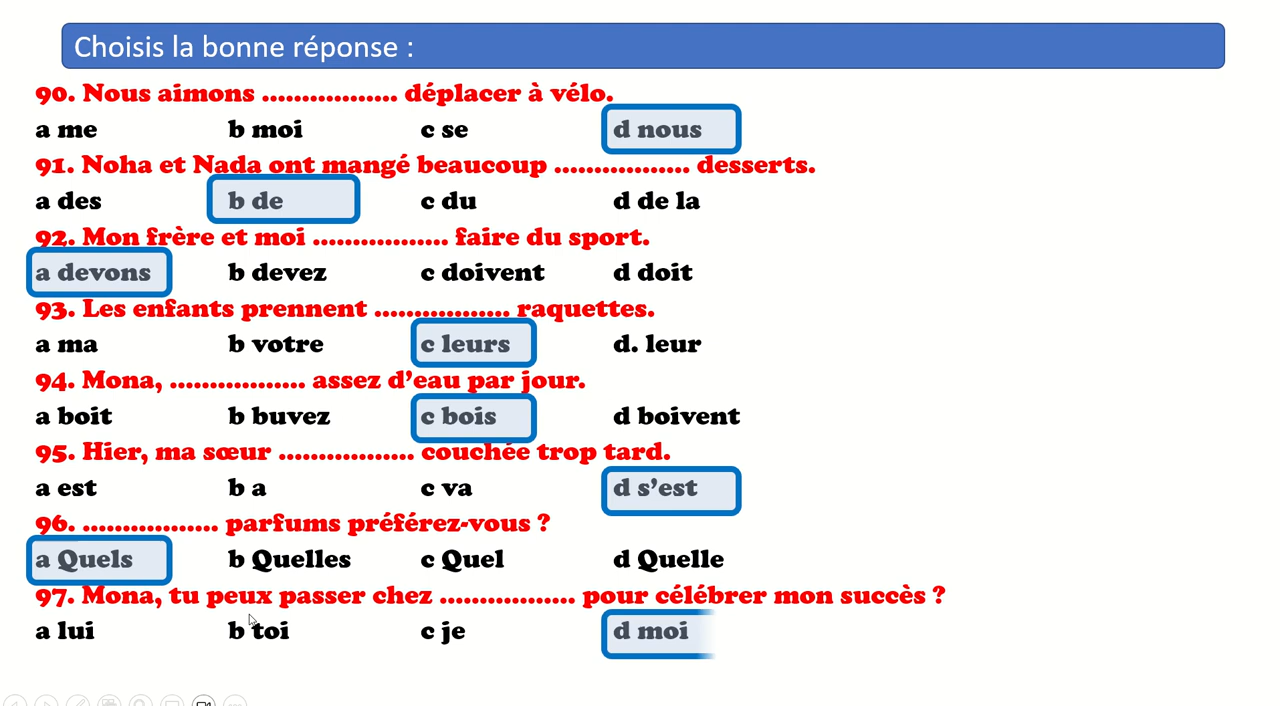 Choisis la bonne réponse :
90. Nous aimons ................. déplacer à vélo.
a me b moi c se d nous
91. Noha et Nada ont mangé beaucoup ................. desserts.
a des b de c du d de la
92. Mon frère et moi ................. faire du sport.
a devons b devez c doivent d doit
93. Les enfants prennent ................. raquettes.
a ma b votre c leurs d. leur
94. Mona, ................. assez d’eau par jour.
a boit b buvez c bois d boivent
95. Hier, ma sœur ................. couchée trop tard.
a est b a c va d s’est
96. ................. parfums préférez-vous ?
a Quels b Quelles c Quel d Quelle
97. Mona, tu peux passer chez ................. pour célébrer mon succès ?
a lui b toi c je d moi